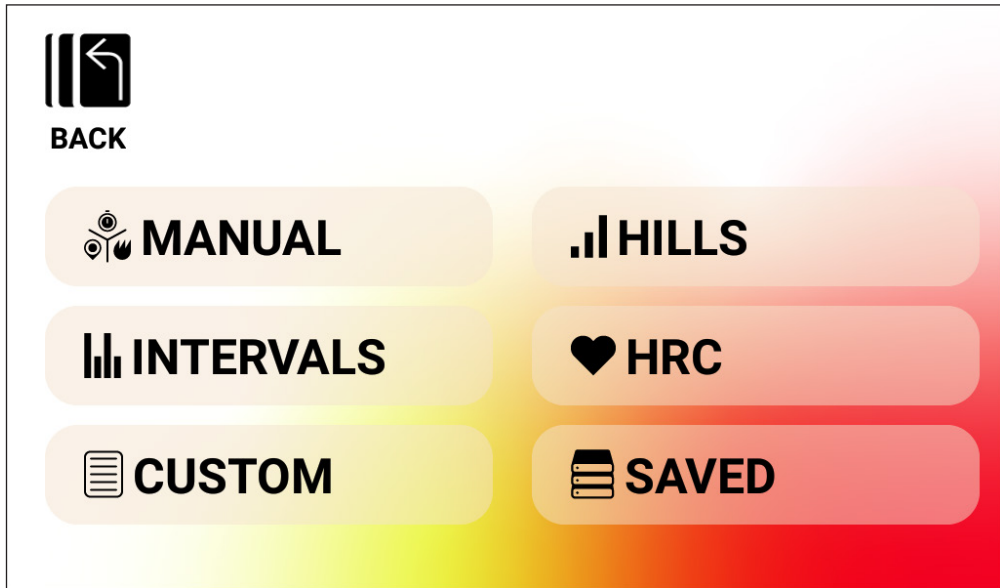 BACK
MANUAL
HILLS
INTERVALS
HRC
CUSTOM
SAVED